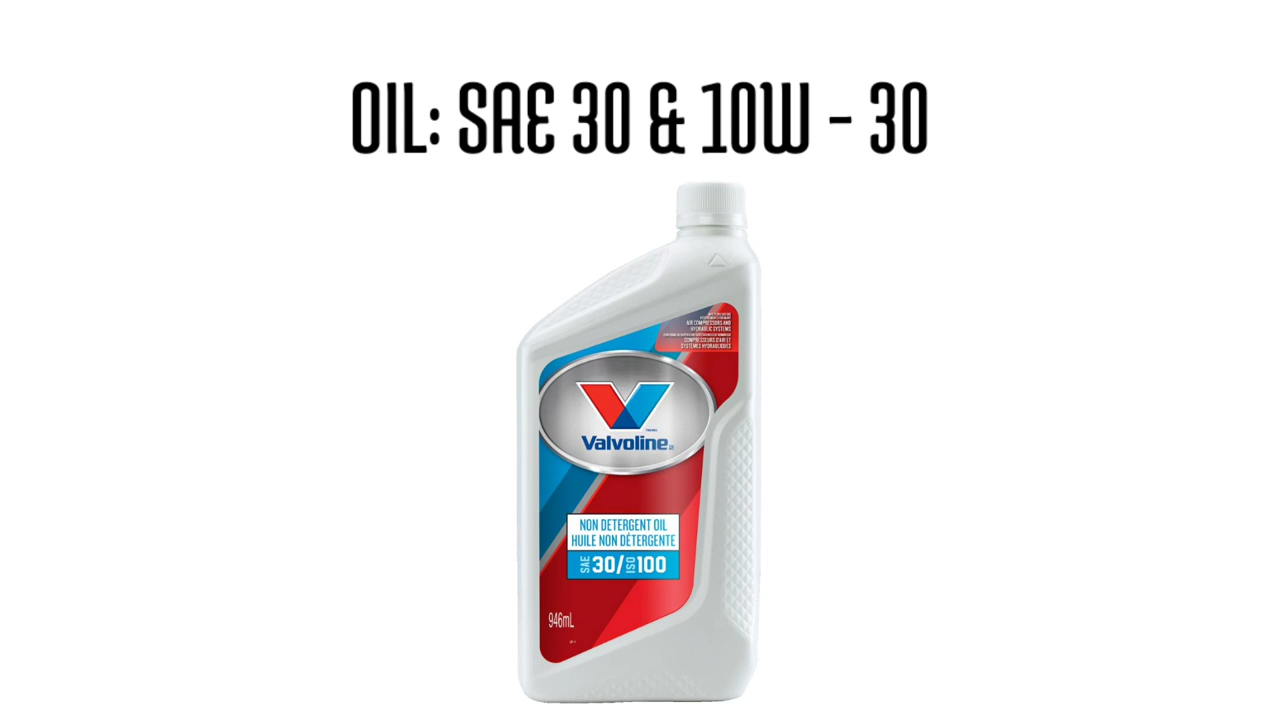 OIL: SAE 30 & 10W - 30
AIR COMPRESSORS AND
HYDRAULIC SYSTEMS
COMPRESSEURS D'AIR ET
SYSTÈMES HYDRAULIQUES
Valvoline
NON DETERGENT OIL
HUILE NON DÉTERGENTE
SAE 30/ISO 100
946mL